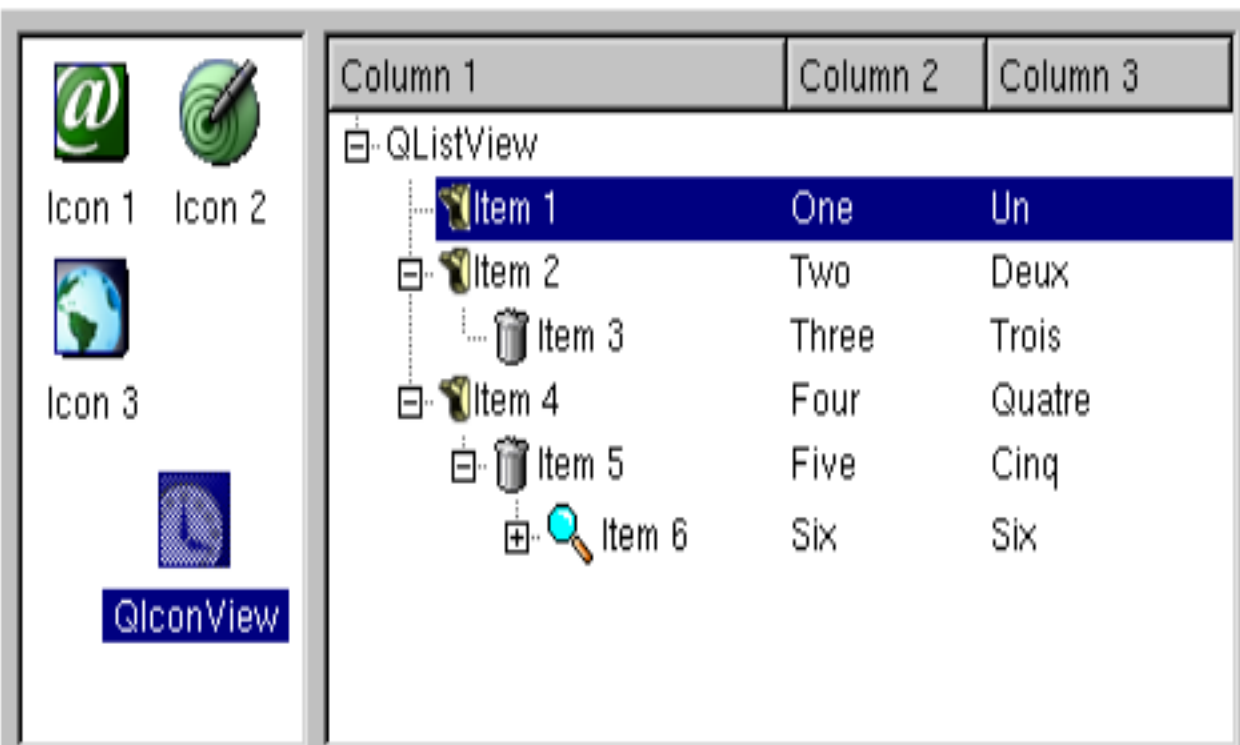 Icon 1 Icon 2
Icon 3
QIconView
Column 1 Column 2 Column 3
QListView
Item 1 One Un
Item 2 Two Deux
Item 3 Three Trois
Item 4 Four Quatre
Item 5 Five Cinq
Item 6 Six Six